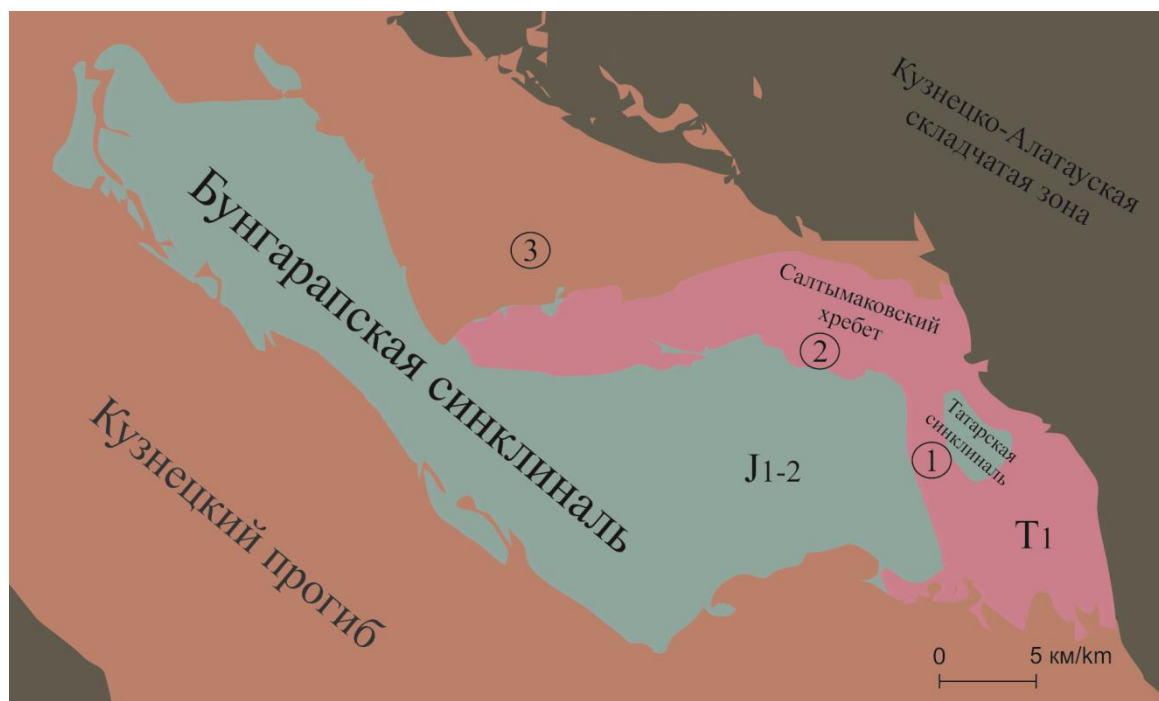 Кузнецко-Алатауская
складчатая зона
Бунгарапская синклиналь
3
Салтымаковский
хребет
2
Татарская
синклиналь
1
J1-2
T1
Кузнецкий прогиб
0 5 км/km